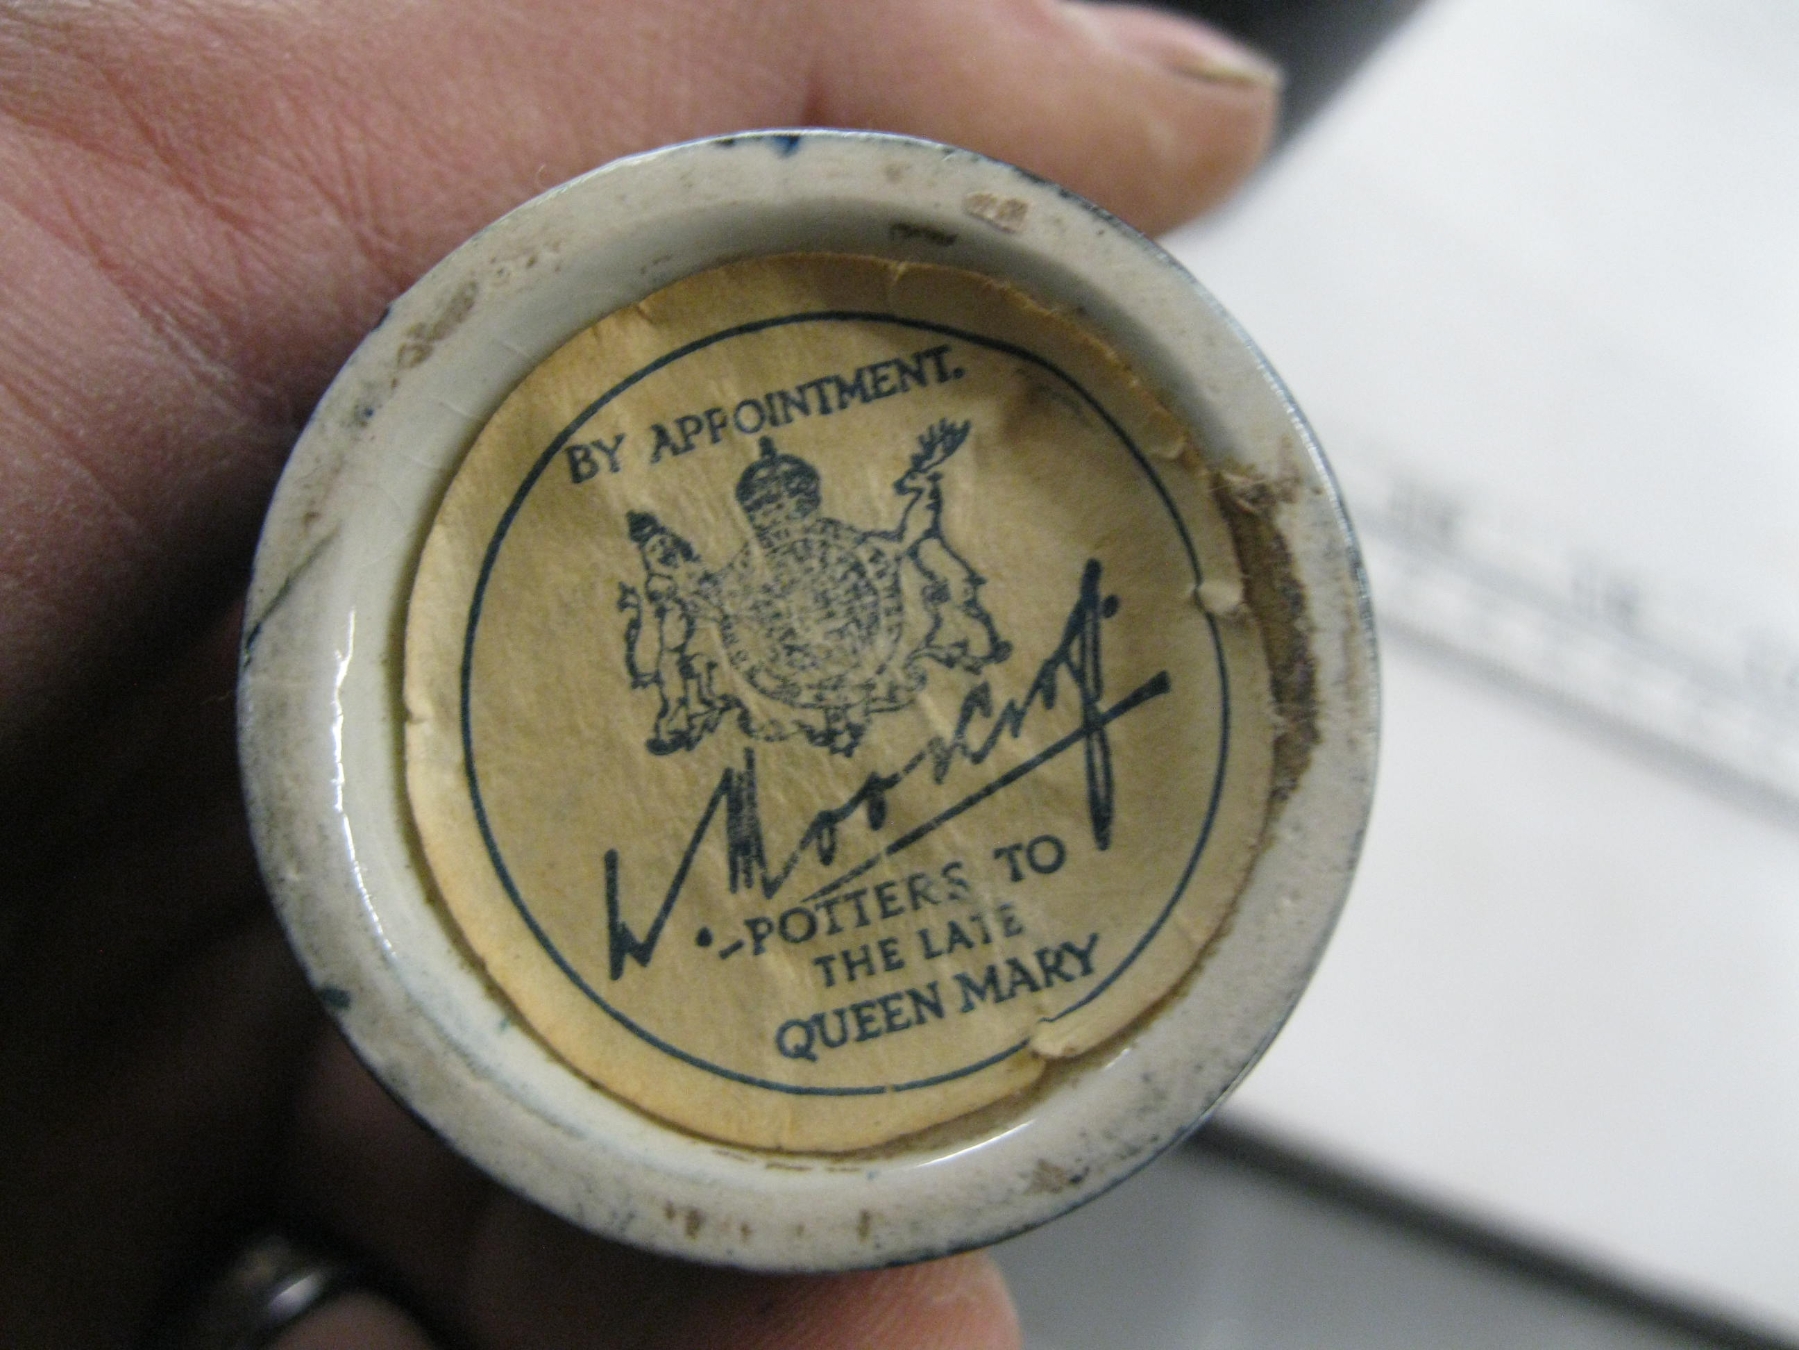 BY APPOINTMENT.
W. Moorcroft.
POTTERS TO
THE LATE
QUEEN MARY